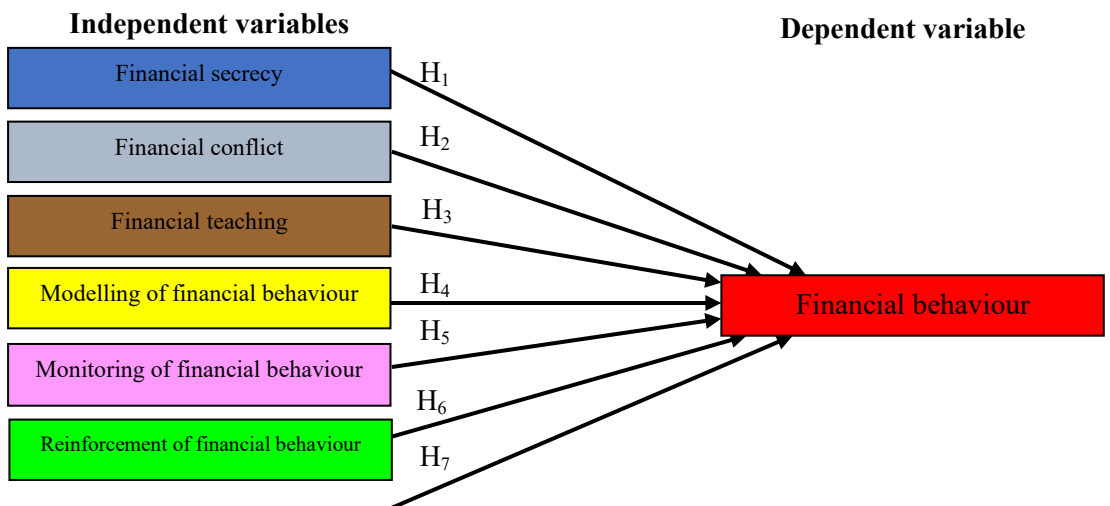 Independent variables
Dependent variable
Financial secrecy
H₁
Financial conflict
H₂
Financial teaching
H₃
Modelling of financial behaviour
H₄
Financial behaviour
H₅
Monitoring of financial behaviour
H₆
Reinforcement of financial behaviour
H₇